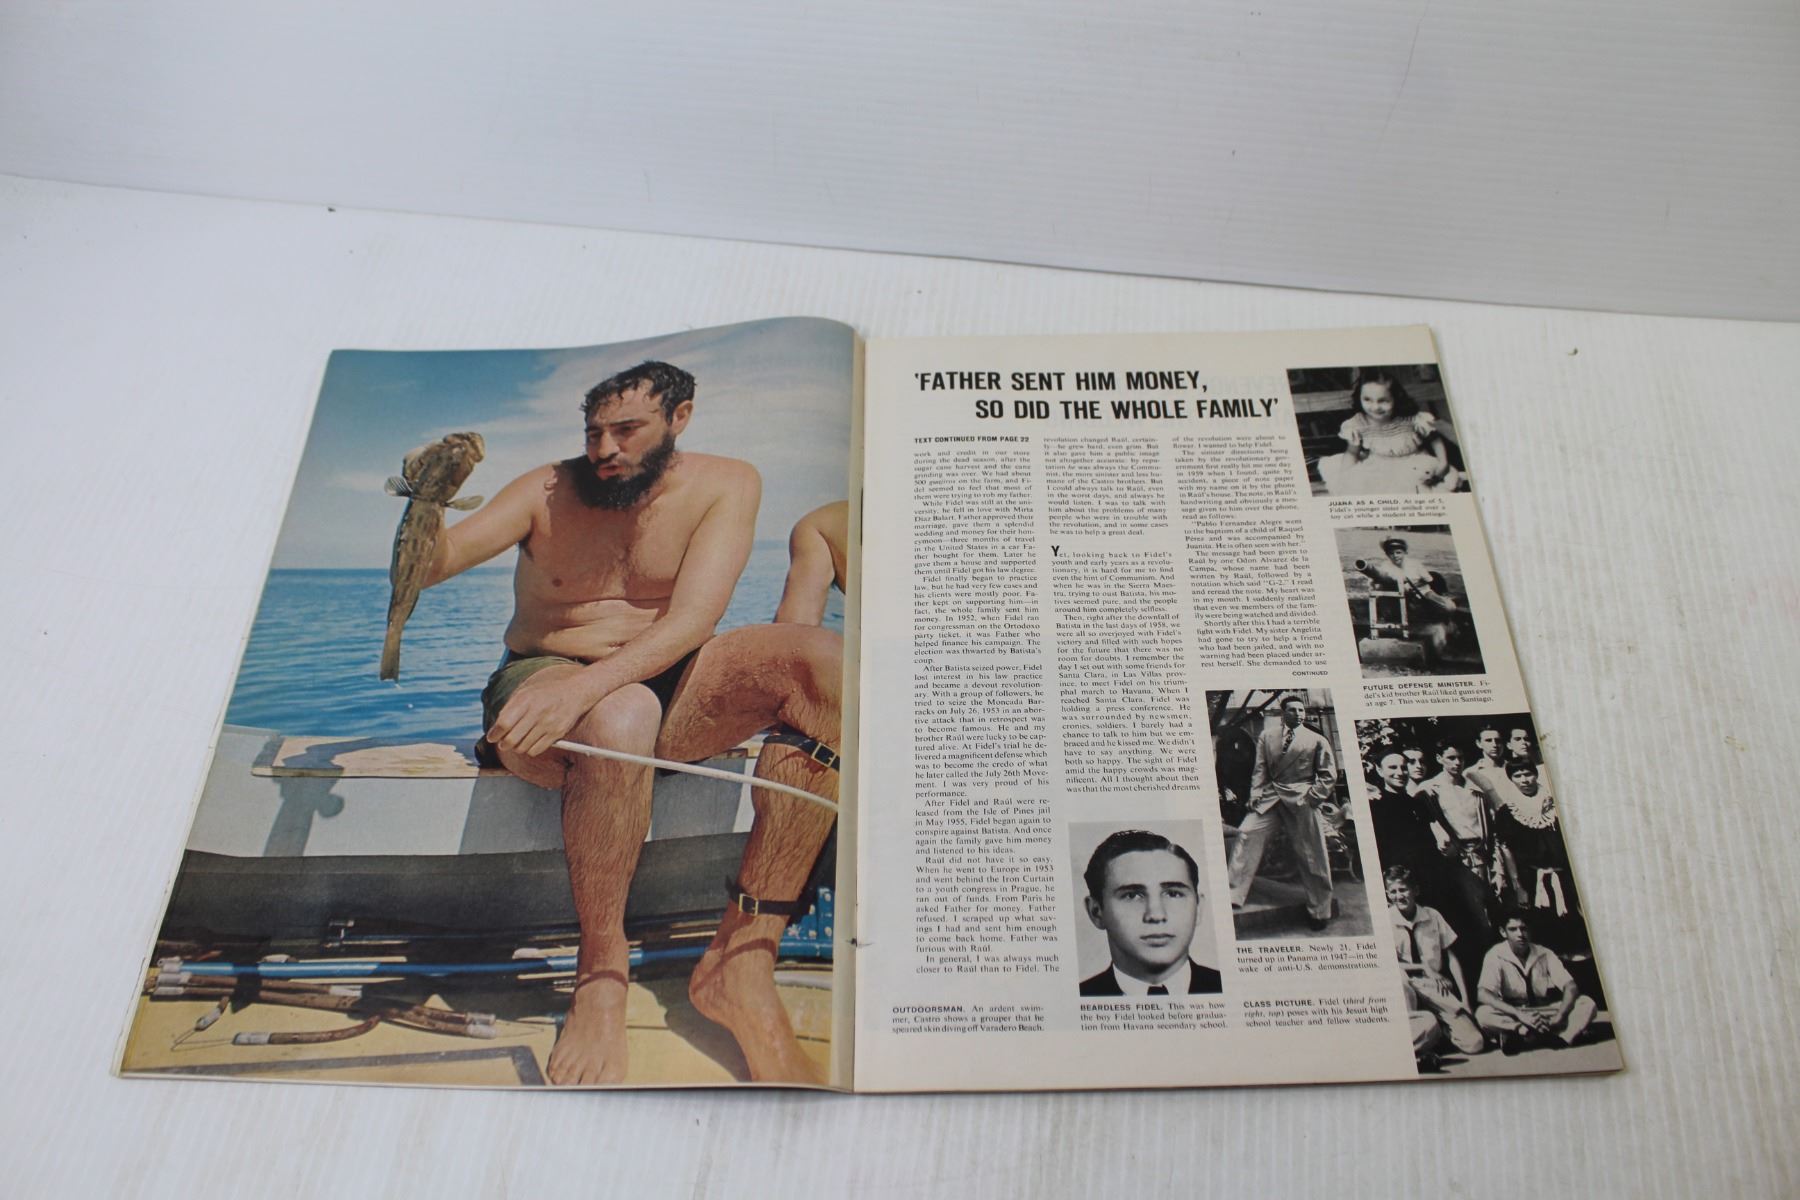 'FATHER SENT HIM MONEY,
SO DID THE WHOLE FAMILY'
TEXT CONTINUED FROM PAGE 22
work and credit in our store
during the dead season, after the
sugar cane harvest and the cane
grinding was over. We had about
500 guajiros on the farm, and Fi-
del seemed to feel that most of
them were trying to rob my father.
While Fidel was still at the uni-
versity, he fell in love with Mirta
Díaz Balart. Father approved their
marriage, gave them a splendid
wedding and money for their hon-
eymoon—three months of travel
in the United States in a car Fa-
ther bought for them. Later he
gave them a house and supported
them until Fidel got his law degree.
Fidel finally began to practice
law, but he had very few cases and
his clients were mostly poor. Fa-
ther kept on supporting him—in
fact, the whole family sent him
money. In 1952, when Fidel ran
for congressman on the Ortodoxo
party ticket, it was Father who
helped finance his campaign. The
election was thwarted by Batista's
coup.
After Batista seized power, Fidel
lost interest in his law practice
and became a devout revolution-
ary. With a group of followers, he
tried to seize the Moncada Bar-
racks on July 26, 1953 in an abor-
tive attack that in retrospect was
to become famous. He and my
brother Raúl were lucky to be cap-
tured alive. At Fidel's trial he de-
livered a magnificent defense which
was to become the credo of what
he later called the July 26th Move-
ment. I was very proud of his
performance.
After Fidel and Raúl were re-
leased from the Isle of Pines jail
in May 1955, Fidel began again to
conspire against Batista. And once
again the family gave him money
and listened to his ideas.
Raúl did not have it so easy.
When he went to Europe in 1953
and went behind the Iron Curtain
to a youth congress in Prague, he
ran out of funds. From Paris he
asked Father for money. Father
refused. I scraped up what sav-
ings I had and sent him enough
to come back home. Father was
furious with Raúl.
In general, I was always much
closer to Raúl than to Fidel. The
revolution changed Raúl, certain-
ly—he grew hard, even grim. But
it also gave him a public image
not altogether accurate: by repu-
tation he was always the Commu-
nist, the more sinister and less hu-
mane of the Castro brothers. But
I could always talk to Raúl, even
in the worst days, and always he
would listen. I was to talk with
him about the problems of many
people who were in trouble with
the revolution, and in some cases
he was to help a great deal.
Yet, looking back to Fidel's
youth and early years as a revolu-
tionary, it is hard for me to find
even the hint of Communism. And
when he was in the Sierra Maes-
tra, trying to oust Batista, his mo-
tives seemed pure, and the people
around him completely selfless.
Then, right after the downfall of
Batista in the last days of 1958, we
were all so overjoyed with Fidel's
victory and filled with such hopes
for the future that there was no
room for doubts. I remember the
day I set out with some friends for
Santa Clara, in Las Villas prov-
ince, to meet Fidel on his trium-
phal march to Havana. When I
reached Santa Clara, Fidel was
holding a press conference. He
was surrounded by newsmen,
cronies, soldiers. I barely had a
chance to talk to him but we em-
braced and he kissed me. We didn't
have to say anything. We were
both so happy. The sight of Fidel
amid the happy crowds was mag-
nificent. All I thought about then
was that the most cherished dreams
of the revolution were about to
flower. I wanted to help Fidel.
The sinister directions being
taken by the revolutionary gov-
ernment first really hit me one day
in 1959 when I found, quite by
accident, a piece of note paper
with my name on it by the phone
in Raúl's house. The note, in Raúl's
handwriting and obviously a mes-
sage given to him over the phone,
read as follows:
"Pablo Fernandez Alegre went
to the baptism of a child of Raquel
Pérez and was accompanied by
Juanita. He is often seen with her."
The message had been given to
Raúl by one Odon Alvarez de la
Campa, whose name had been
written by Raúl, followed by a
notation which said "G-2." I read
and reread the note. My heart was
in my mouth. I suddenly realized
that even we members of the fam-
ily were being watched and divided.
Shortly after this I had a terrible
fight with Fidel. My sister Angelita
had gone to try to help a friend
who had been jailed, and with no
warning had been placed under ar-
rest herself. She demanded to use
CONTINUED
JUANA AS A CHILD. At age of 5,
Fidel's younger sister smiled over a
toy cat while a student at Santiago.
FUTURE DEFENSE MINISTER. Fi-
del's kid brother Raúl liked guns even
at age 7. This was taken in Santiago.
THE TRAVELER. Newly 21, Fidel
turned up in Panama in 1947—in the
wake of anti-U.S. demonstrations.
OUTDOORSMAN. An ardent swim-
mer, Castro shows a grouper that he
speared skin diving off Varadero Beach.
BEARDLESS FIDEL. This was how
the boy Fidel looked before gradua-
tion from Havana secondary school.
CLASS PICTURE. Fidel (third from
right, top) poses with his Jesuit high
school teacher and fellow students.